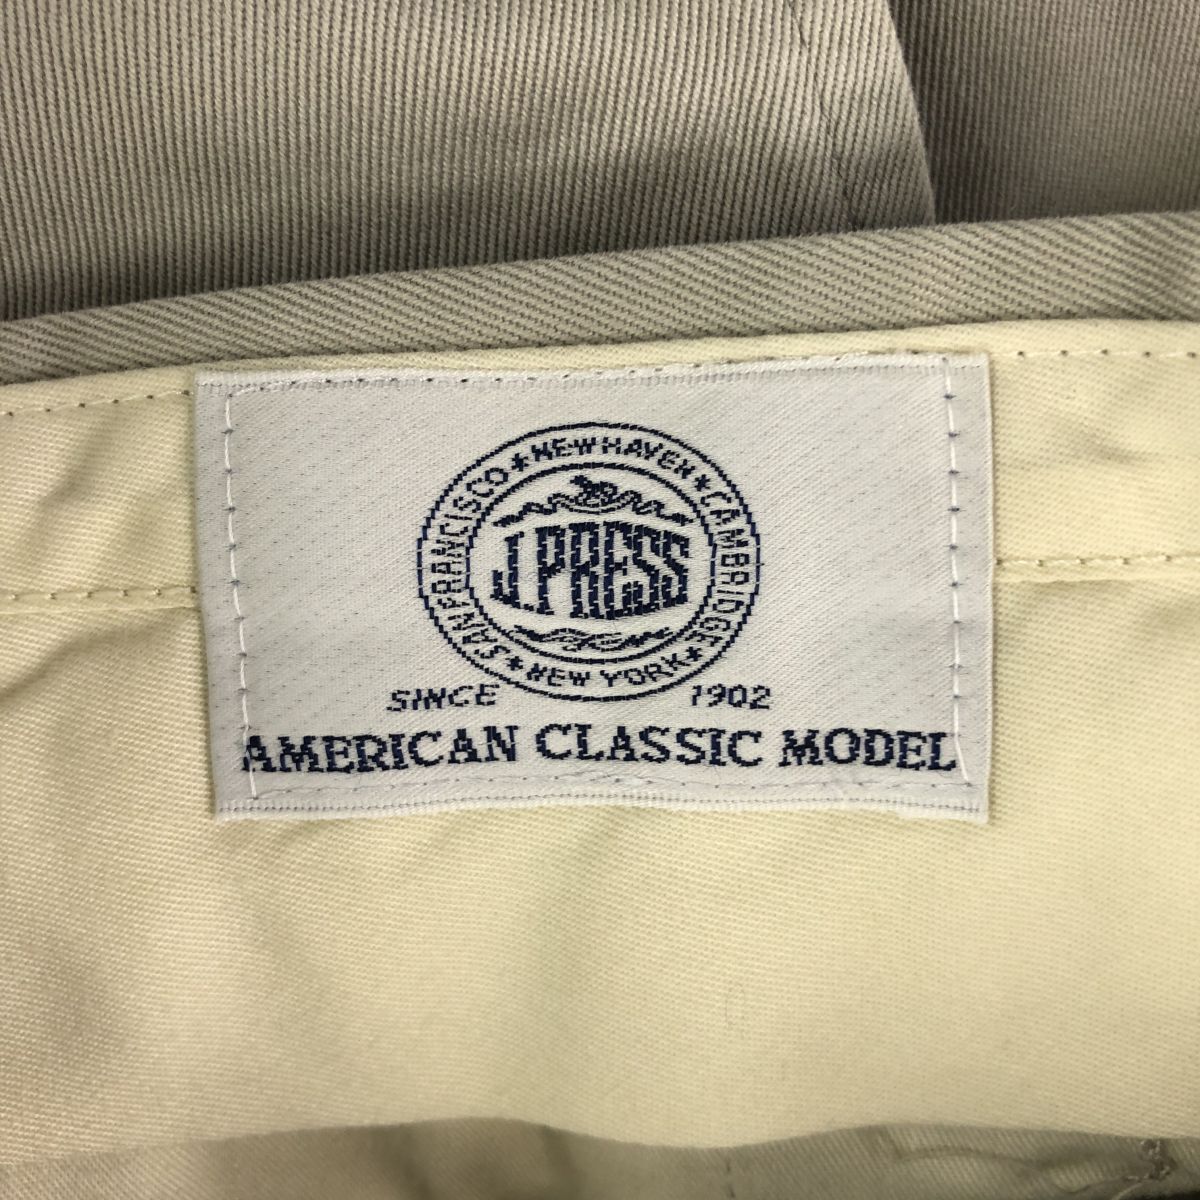 SAN FRANCISCO ★ NEW HAVEN ★ CAMBRIDGE ★ NEW YORK ★
J.PRESS
SINCE 1902
AMERICAN CLASSIC MODEL